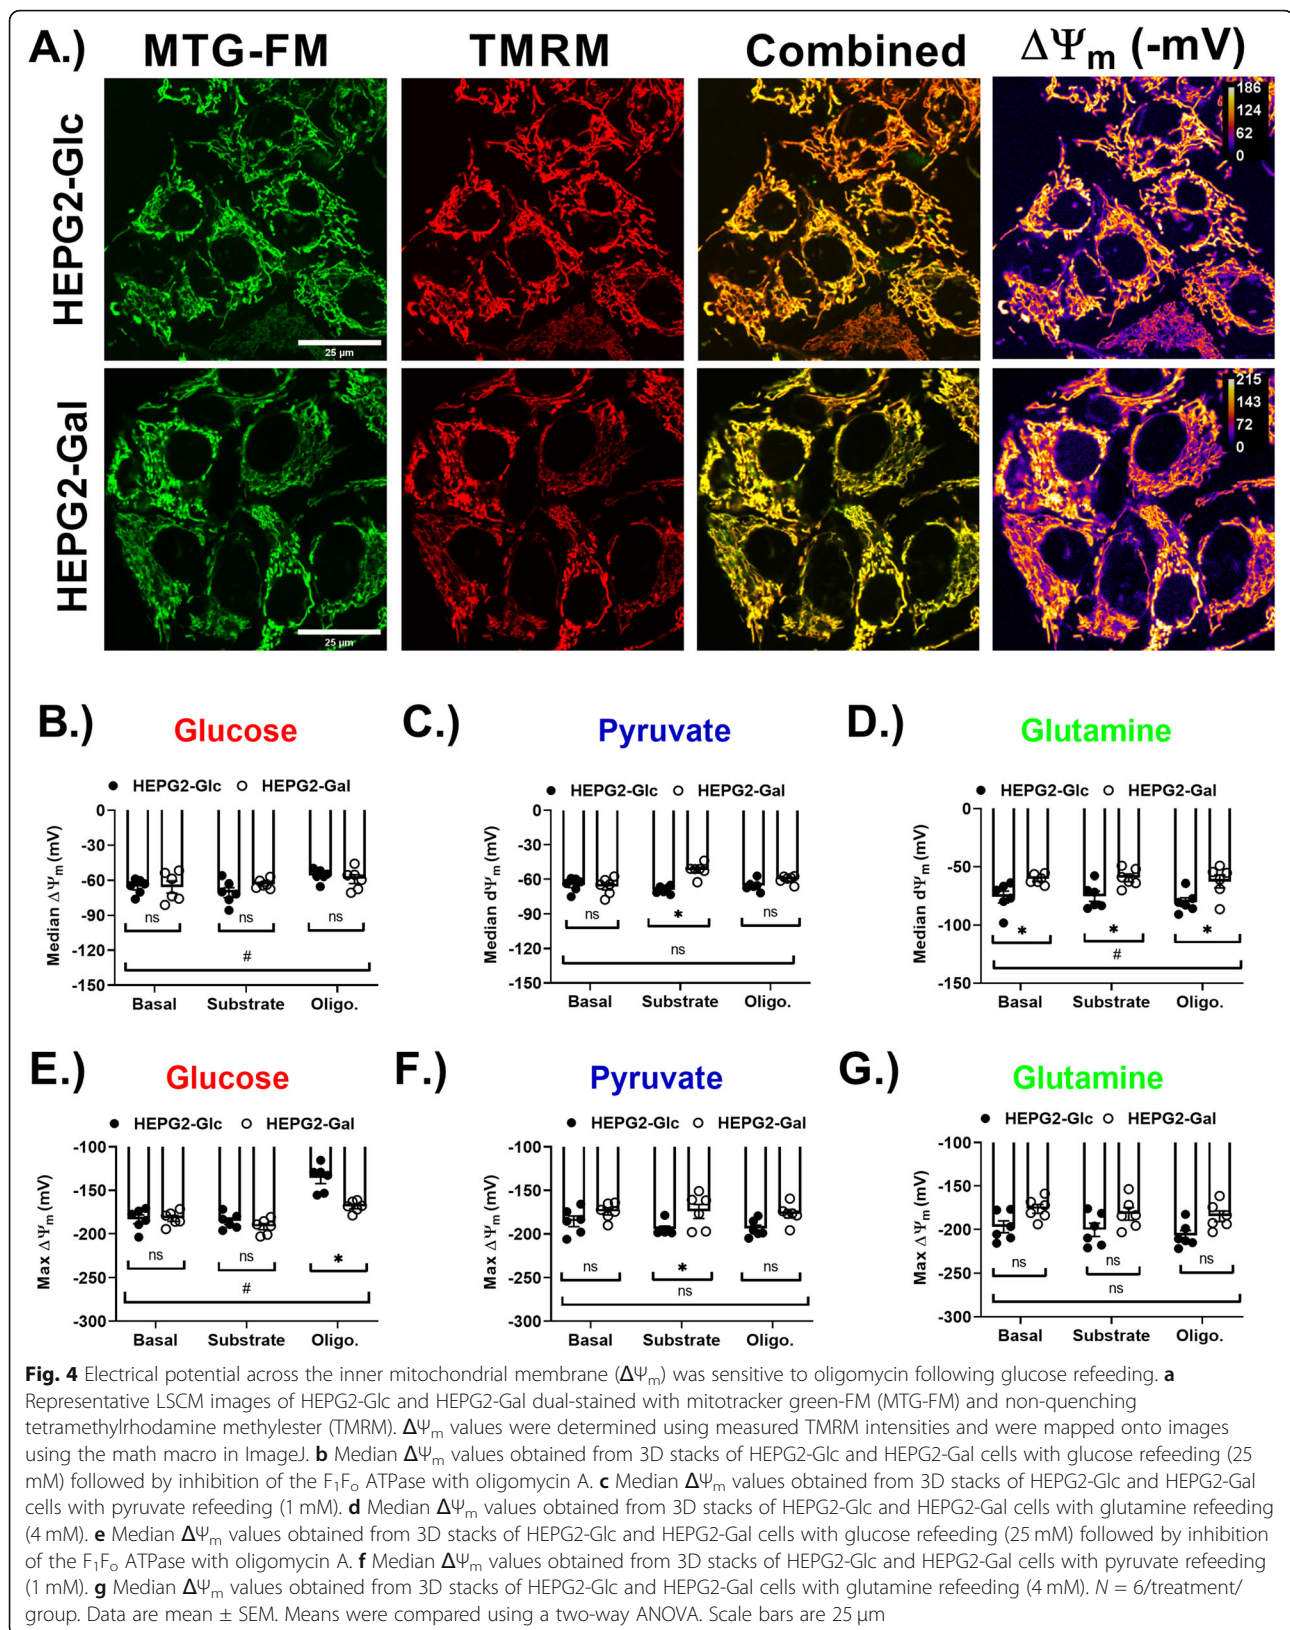 A.)
MTG-FM TMRM Combined ΔΨm (-mV)
HEPG2-Glc
25 µm
186
124
62
0
HEPG2-Gal
25 µm
215
143
72
0
B.) Glucose
HEPG2-Glc HEPG2-Gal
Median ΔΨm (mV)
0
-30
-60
-90
-120
-150
ns ns ns
#
Basal Substrate Oligo.
C.) Pyruvate
HEPG2-Glc HEPG2-Gal
Median dΨm (mV)
0
-30
-60
-90
-120
-150
ns * ns
ns
Basal Substrate Oligo.
D.) Glutamine
HEPG2-Glc HEPG2-Gal
Median dΨm (mV)
0
-50
-100
-150
* * *
#
Basal Substrate Oligo.
E.) Glucose
HEPG2-Glc HEPG2-Gal
Max ΔΨm (mV)
-100
-150
-200
-250
-300
ns ns *
#
Basal Substrate Oligo.
F.) Pyruvate
HEPG2-Glc HEPG2-Gal
Max ΔΨm (mV)
-100
-150
-200
-250
-300
ns * ns
ns
Basal Substrate Oligo.
G.) Glutamine
HEPG2-Glc HEPG2-Gal
Max ΔΨm (mV)
-100
-150
-200
-250
-300
ns ns ns
ns
Basal Substrate Oligo.
Fig. 4 Electrical potential across the inner mitochondrial membrane (ΔΨm) was sensitive to oligomycin following glucose refeeding. a
Representative LSCM images of HEPG2-Glc and HEPG2-Gal dual-stained with mitotracker green-FM (MTG-FM) and non-quenching
tetramethylrhodamine methylester (TMRM). ΔΨm values were determined using measured TMRM intensities and were mapped onto images
using the math macro in ImageJ. b Median ΔΨm values obtained from 3D stacks of HEPG2-Glc and HEPG2-Gal cells with glucose refeeding (25
mM) followed by inhibition of the F1Fo ATPase with oligomycin A. c Median ΔΨm values obtained from 3D stacks of HEPG2-Glc and HEPG2-Gal
cells with pyruvate refeeding (1 mM). d Median ΔΨm values obtained from 3D stacks of HEPG2-Glc and HEPG2-Gal cells with glutamine refeeding
(4 mM). e Median ΔΨm values obtained from 3D stacks of HEPG2-Glc and HEPG2-Gal cells with glucose refeeding (25 mM) followed by inhibition
of the F1Fo ATPase with oligomycin A. f Median ΔΨm values obtained from 3D stacks of HEPG2-Glc and HEPG2-Gal cells with pyruvate refeeding
(1 mM). g Median ΔΨm values obtained from 3D stacks of HEPG2-Glc and HEPG2-Gal cells with glutamine refeeding (4 mM). N = 6/treatment/
group. Data are mean ± SEM. Means were compared using a two-way ANOVA. Scale bars are 25 µm